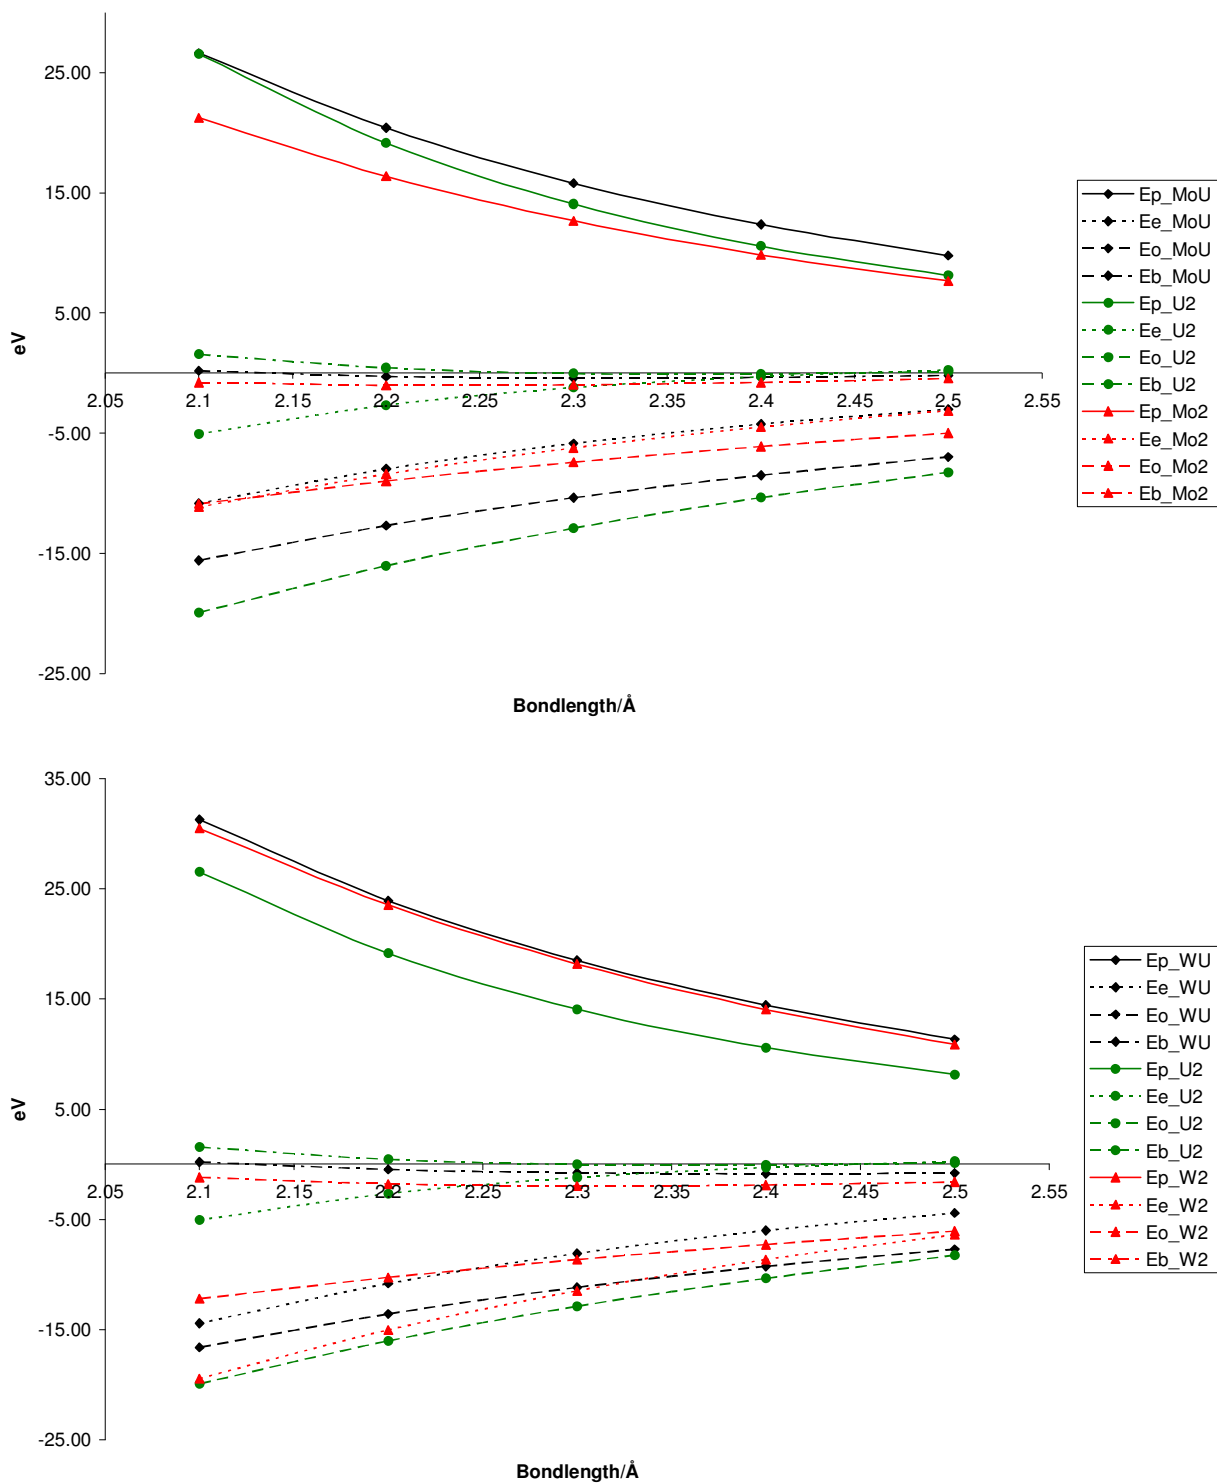 25.00
15.00
5.00
-5.00
-15.00
-25.00
eV
2.05 2.1 2.15 2.2 2.25 2.3 2.35 2.4 2.45 2.5 2.55
Bondlength/Å
Ep_MoU
Ee_MoU
Eo_MoU
Eb_MoU
Ep_U2
Ee_U2
Eo_U2
Eb_U2
Ep_Mo2
Ee_Mo2
Eo_Mo2
Eb_Mo2
35.00
25.00
15.00
5.00
-5.00
-15.00
-25.00
eV
2.05 2.1 2.15 2.2 2.25 2.3 2.35 2.4 2.45 2.5 2.55
Bondlength/Å
Ep_WU
Ee_WU
Eo_WU
Eb_WU
Ep_U2
Ee_U2
Eo_U2
Eb_U2
Ep_W2
Ee_W2
Eo_W2
Eb_W2